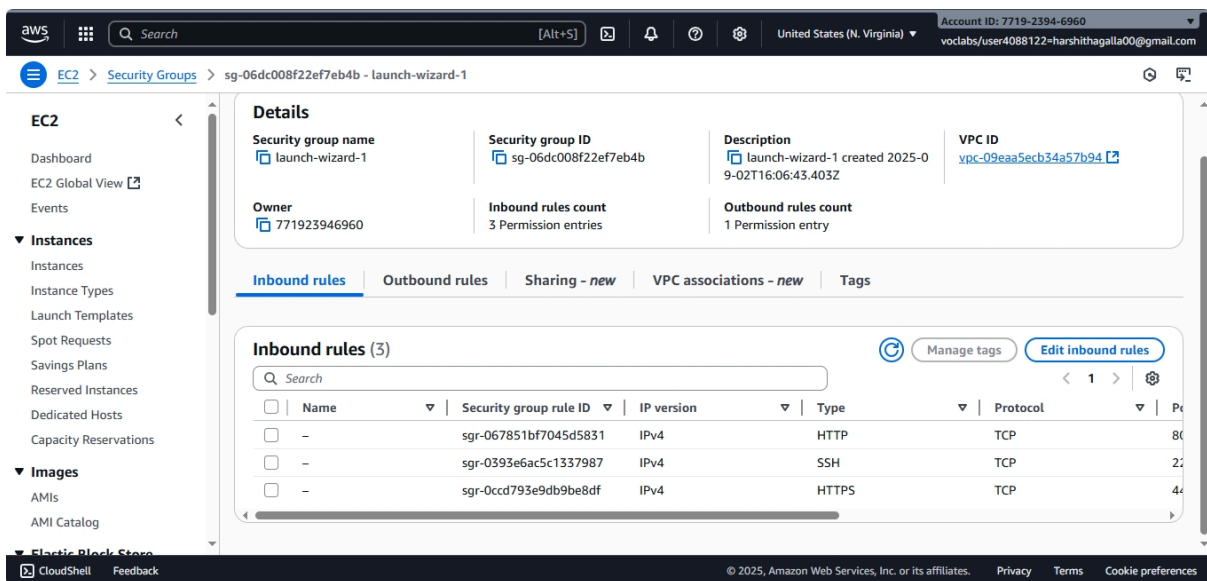 aws Search [Alt+S] United States (N. Virginia) Account ID: 7719-2394-6960
voclabs/user4088122=harshithagalla00@gmail.com
EC2 > Security Groups > sg-06dc008f22ef7eb4b - launch-wizard-1
EC2
Dashboard
EC2 Global View
Events
Instances
Instances
Instance Types
Launch Templates
Spot Requests
Savings Plans
Reserved Instances
Dedicated Hosts
Capacity Reservations
Images
AMIs
AMI Catalog
Elastic Block Store
Details
Security group name
launch-wizard-1
Security group ID
sg-06dc008f22ef7eb4b
Description
launch-wizard-1 created 2025-0
9-02T16:06:43.403Z
VPC ID
vpc-09eaa5ecb34a57b94
Owner
771923946960
Inbound rules count
3 Permission entries
Outbound rules count
1 Permission entry
Inbound rules Outbound rules Sharing - new VPC associations - new Tags
Inbound rules (3) Manage tags Edit inbound rules
Search 1
Name Security group rule ID IP version Type Protocol
– sgr-067851bf7045d5831 IPv4 HTTP TCP 80
– sgr-0393e6ac5c1337987 IPv4 SSH TCP 22
– sgr-0ccd793e9db9be8df IPv4 HTTPS TCP 44
CloudShell Feedback © 2025, Amazon Web Services, Inc. or its affiliates. Privacy Terms Cookie preferences